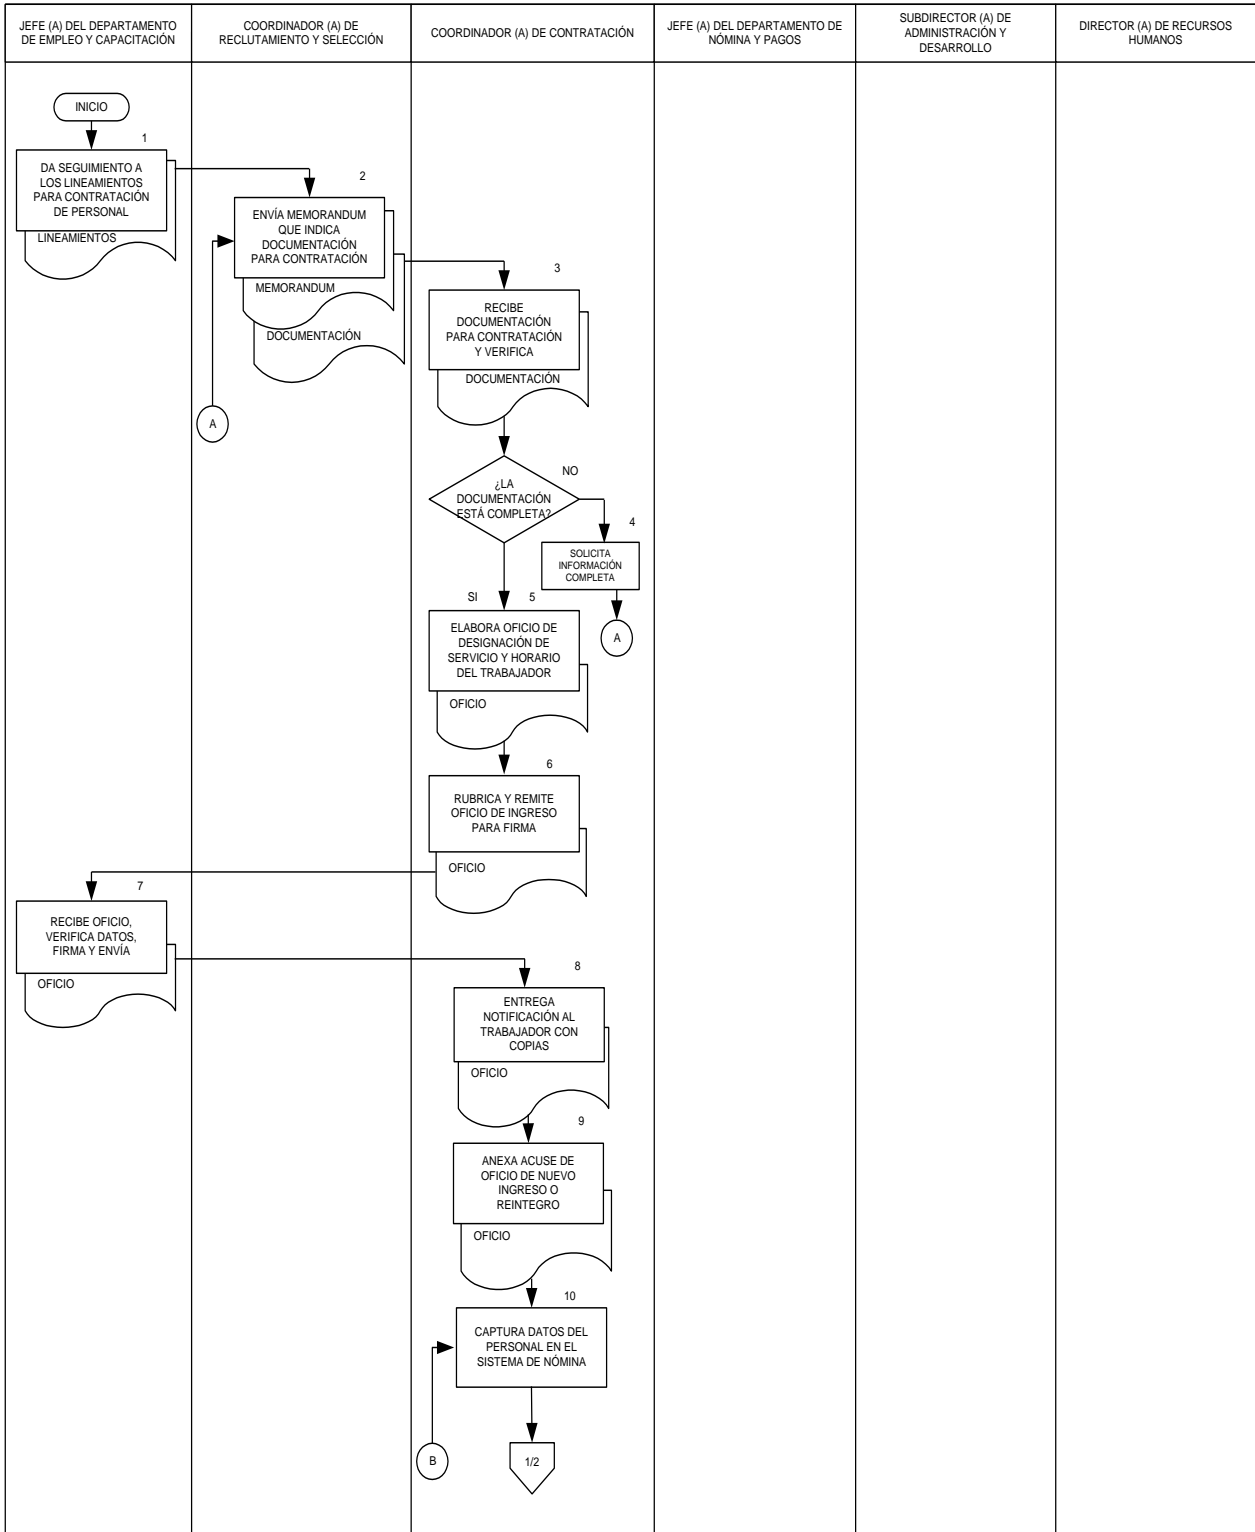 JEFE (A) DEL DEPARTAMENTO
DE EMPLEO Y CAPACITACIÓN
COORDINADOR (A) DE
RECLUTAMIENTO Y SELECCIÓN
COORDINADOR (A) DE CONTRATACIÓN
JEFE (A) DEL DEPARTAMENTO DE
NÓMINA Y PAGOS
SUBDIRECTOR (A) DE
ADMINISTRACIÓN Y
DESARROLLO
DIRECTOR (A) DE RECURSOS
HUMANOS
INICIO
1
DA SEGUIMIENTO A
LOS LINEAMIENTOS
PARA CONTRATACIÓN
DE PERSONAL
LINEAMIENTOS
2
ENVÍA MEMORANDUM
QUE INDICA
DOCUMENTACIÓN
PARA CONTRATACIÓN
MEMORANDUM
DOCUMENTACIÓN
A
3
RECIBE
DOCUMENTACIÓN
PARA CONTRATACIÓN
Y VERIFICA
DOCUMENTACIÓN
¿LA
DOCUMENTACIÓN
ESTÁ COMPLETA?
NO
4
SOLICITA
INFORMACIÓN
COMPLETA
A
SI
5
ELABORA OFICIO DE
DESIGNACIÓN DE
SERVICIO Y HORARIO
DEL TRABAJADOR
OFICIO
6
RUBRICA Y REMITE
OFICIO DE INGRESO
PARA FIRMA
OFICIO
7
RECIBE OFICIO,
VERIFICA DATOS,
FIRMA Y ENVÍA
OFICIO
8
ENTREGA
NOTIFICACIÓN AL
TRABAJADOR CON
COPIAS
OFICIO
9
ANEXA ACUSE DE
OFICIO DE NUEVO
INGRESO O
REINTEGRO
OFICIO
10
CAPTURA DATOS DEL
PERSONAL EN EL
SISTEMA DE NÓMINA
B
1/2